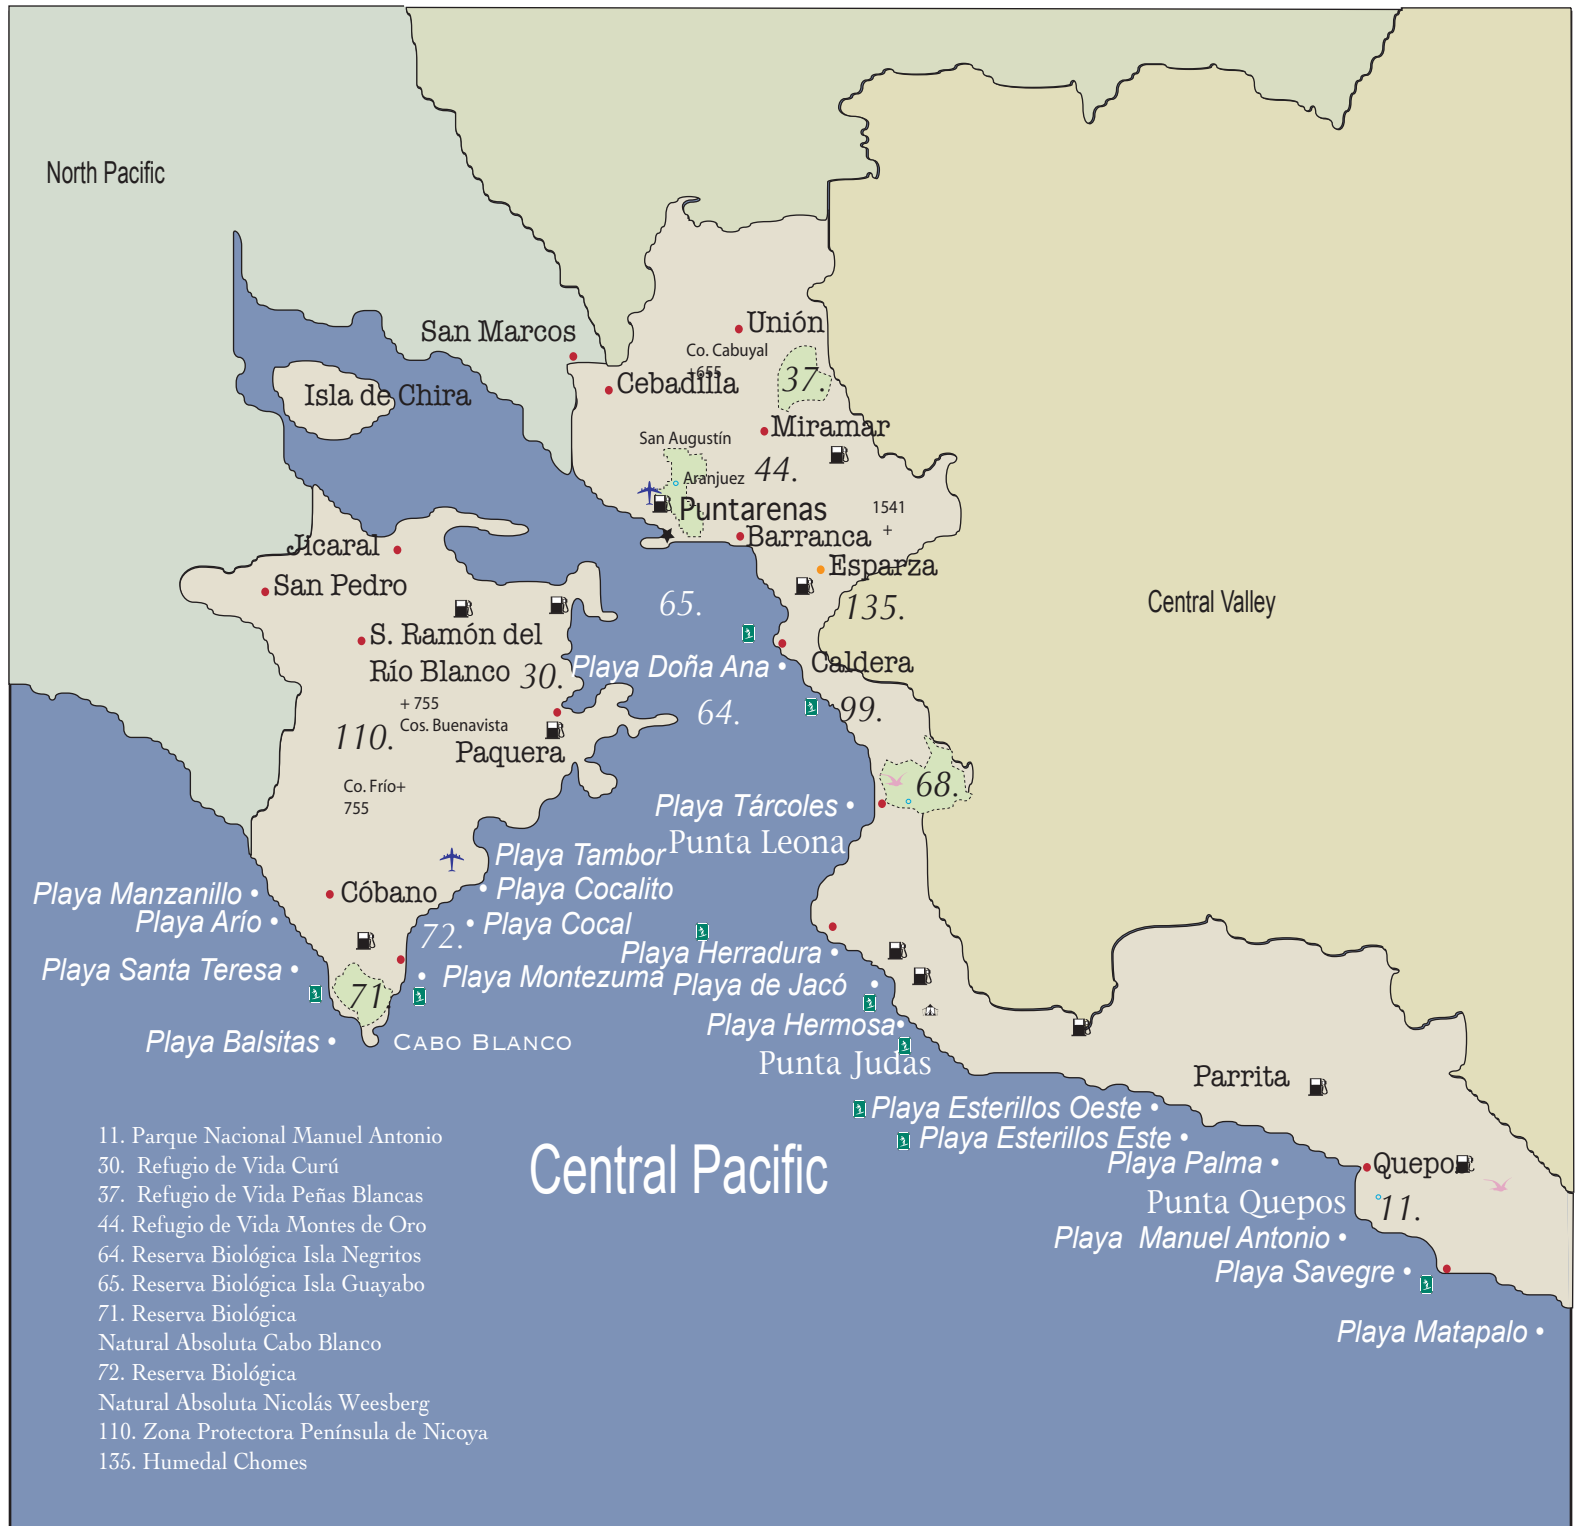 North Pacific
San Marcos
Unión
Co. Cabuyal
+655
Cebadilla
37.
Isla de Chira
Miramar
San Augustín
44.
Aranjuez
Puntarenas
1541
+
Barranca
Jicaral
Esparza
San Pedro
65.
135.
Central Valley
S. Ramón del
Río Blanco
30.
Playa Doña Ana •
Caldera
+ 755
Cos. Buenavista
64.
99.
110.
Paquera
Co. Frío+
755
68.
Playa Tárcoles •
Punta Leona
Playa Tambor
Playa Manzanillo •
Cóbano
• Playa Cocalito
Playa Arío •
72.
• Playa Cocal
Playa Herradura •
Playa Santa Teresa •
• Playa Montezuma
Playa de Jacó •
71.
Playa Hermosa•
Playa Balsitas •
Cabo Blanco
Punta Judas
Parrita
Playa Esterillos Oeste •
Playa Esterillos Este •
Central Pacific
Playa Palma •
Quepos
Punta Quepos
11.
Playa Manuel Antonio •
Playa Savegre •
Playa Matapalo •
11. Parque Nacional Manuel Antonio
30. Refugio de Vida Curú
37. Refugio de Vida Peñas Blancas
44. Refugio de Vida Montes de Oro
64. Reserva Biológica Isla Negritos
65. Reserva Biológica Isla Guayabo
71. Reserva Biológica
Natural Absoluta Cabo Blanco
72. Reserva Biológica
Natural Absoluta Nicolás Weesberg
110. Zona Protectora Península de Nicoya
135. Humedal Chomes